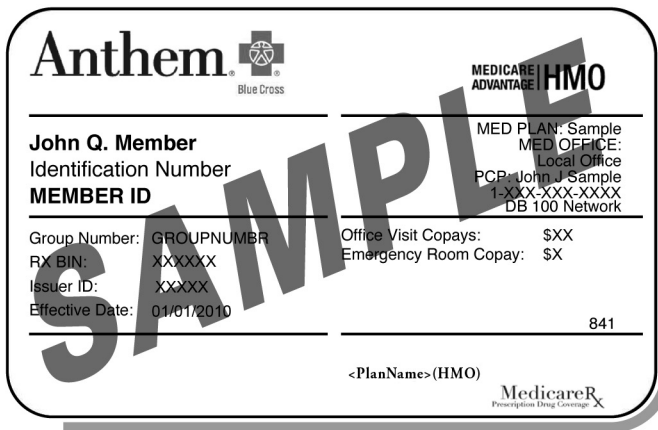 Anthem.
Blue Cross
MEDICARE ADVANTAGE HMO
John Q. Member
Identification Number
MEMBER ID
MED PLAN: Sample
MED OFFICE:
Local Office
PCP: John J Sample
1-XXX-XXX-XXXX
DB 100 Network
Group Number: GROUPNUMBR
RX BIN: XXXXXX
Issuer ID: XXXXX
Effective Date: 01/01/2010
Office Visit Copays: $XX
Emergency Room Copay: $X
841
SAMPLE
<PlanName>(HMO)
MedicareRx
Prescription Drug Coverage